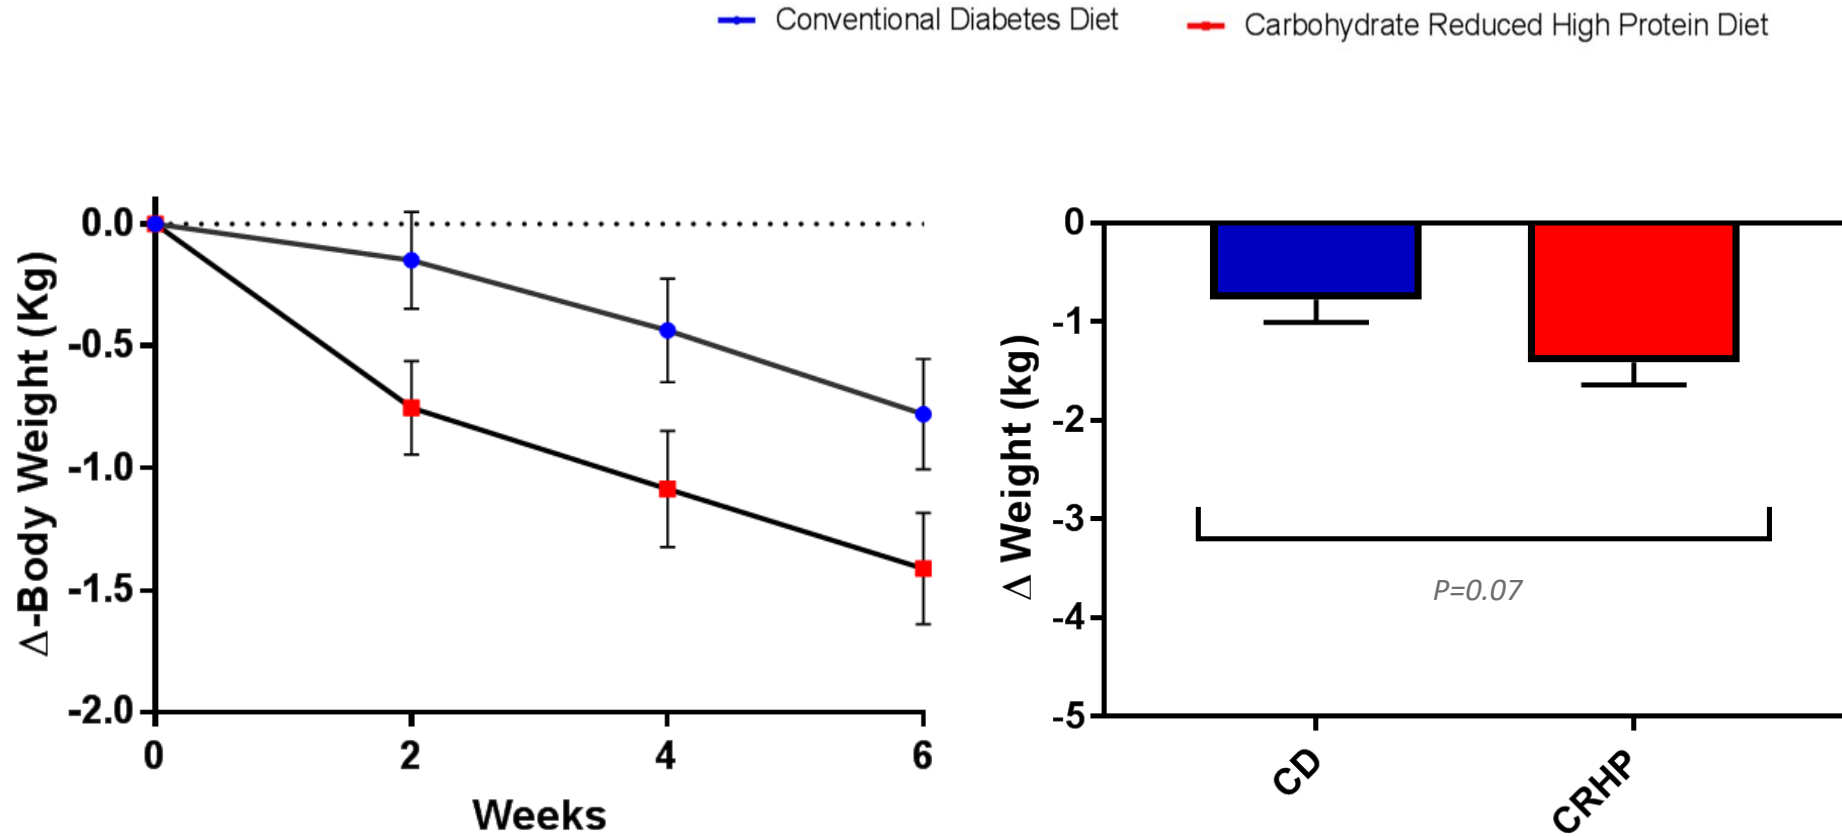 Conventional Diabetes Diet
Carbohydrate Reduced High Protein Diet
Δ-Body Weight (Kg)
0.0
-0.5
-1.0
-1.5
-2.0
0 2 4 6
Weeks
Δ Weight (kg)
0
-1
-2
-3
-4
-5
P=0.07
CD
CRHP